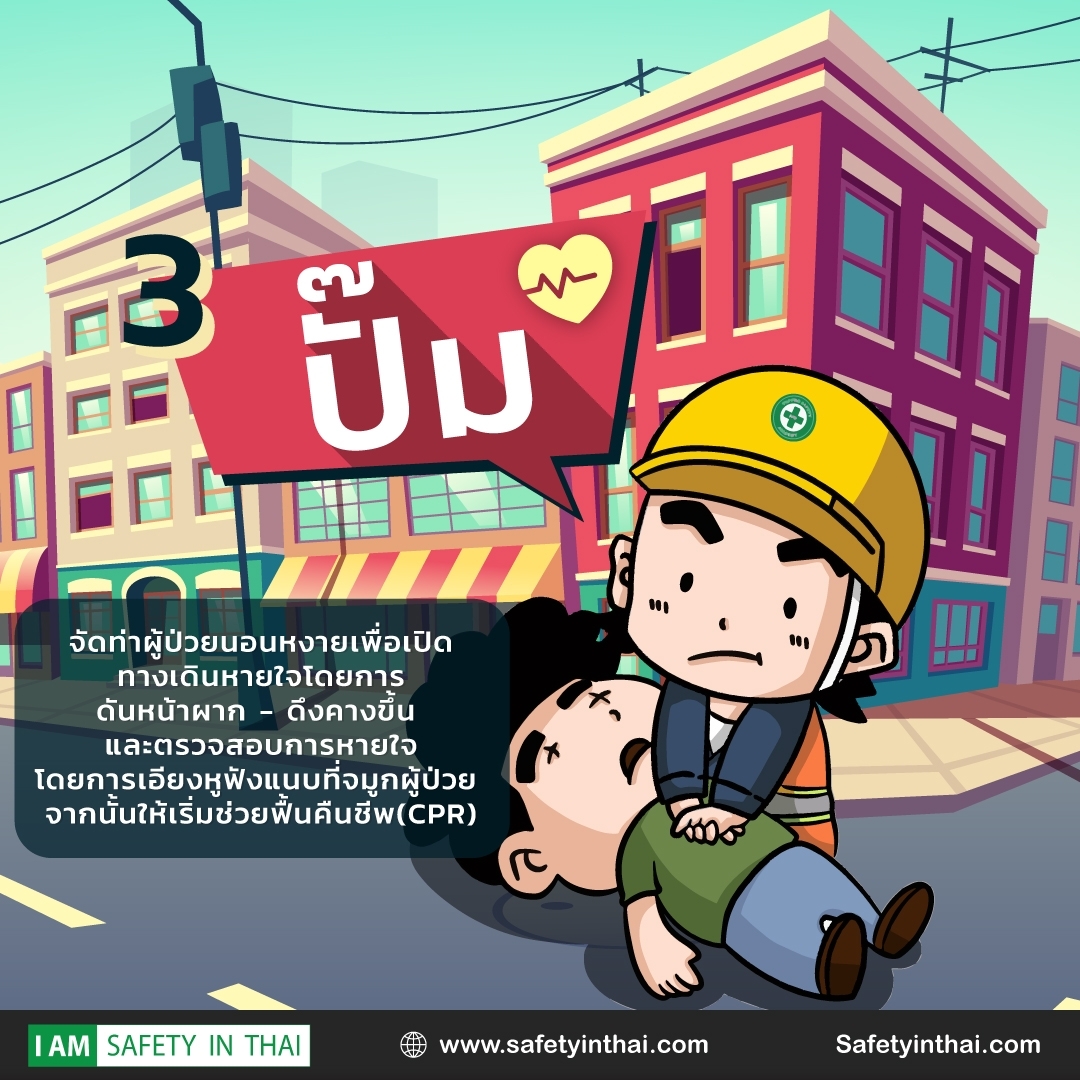 3
ปั๊ม
จัดท่าผู้ป่วยนอนหงายเพื่อเปิด
ทางเดินหายใจโดยการ
ดันหน้าผาก – ดึงคางขึ้น
และตรวจสอบการหายใจ
โดยการเอียงหูฟังแนบที่จมูกผู้ป่วย
จากนั้นให้เริ่มช่วยฟื้นคืนชีพ(CPR)
I AM SAFETY IN THAI
www.safetyinthai.com
Safetyinthai.com